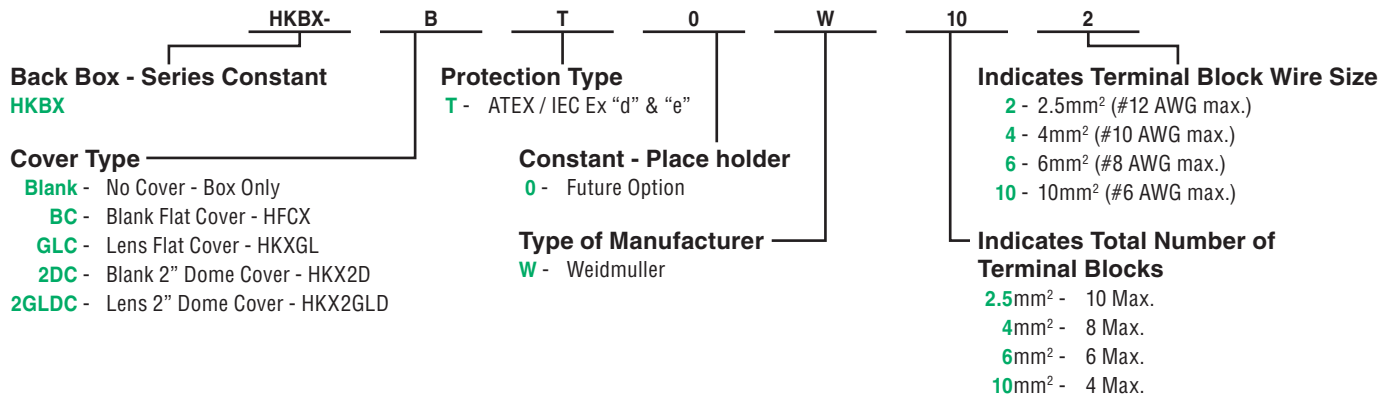 HKBX- B T 0 W 10 2
Back Box - Series Constant
HKBX
Cover Type
Blank - No Cover - Box Only
BC - Blank Flat Cover - HFCX
GLC - Lens Flat Cover - HKXGL
2DC - Blank 2” Dome Cover - HKX2D
2GLDC - Lens 2” Dome Cover - HKX2GLD
Protection Type
T - ATEX / IEC Ex “d” & “e”
Constant - Place holder
0 - Future Option
Type of Manufacturer
W - Weidmuller
Indicates Terminal Block Wire Size
2 - 2.5mm² (#12 AWG max.)
4 - 4mm² (#10 AWG max.)
6 - 6mm² (#8 AWG max.)
10 - 10mm² (#6 AWG max.)
Indicates Total Number of
Terminal Blocks
2.5mm² - 10 Max.
4mm² - 8 Max.
6mm² - 6 Max.
10mm² - 4 Max.